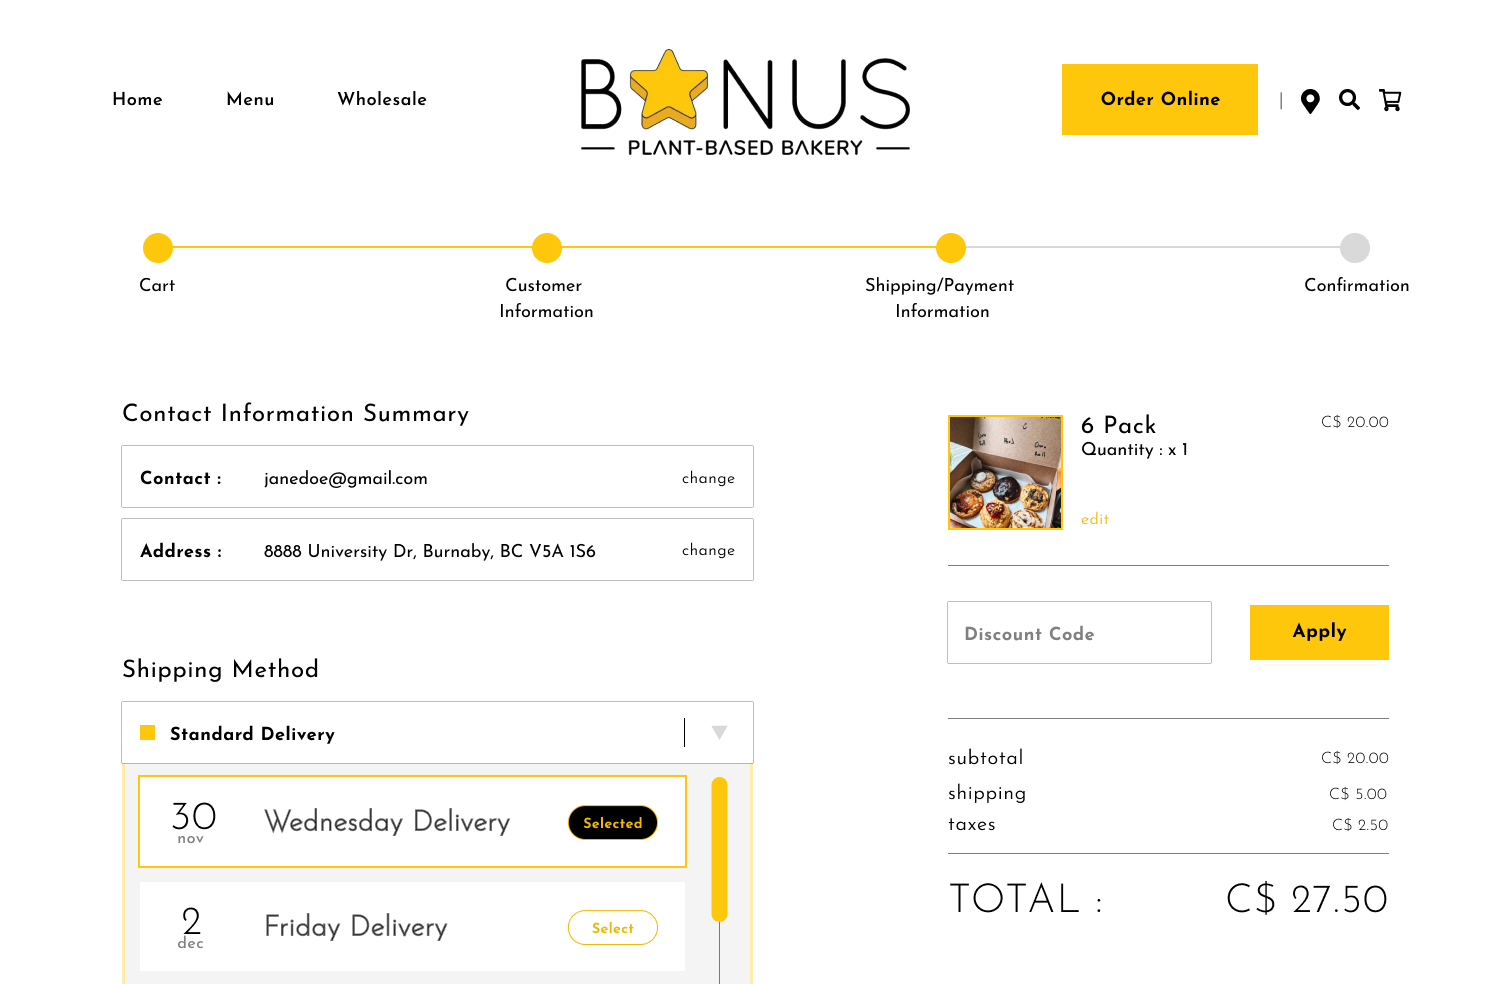 Home
Menu
Wholesale
BONUS
PLANT-BASED BAKERY
Order Online
|
Cart
Customer
Information
Shipping/Payment
Information
Confirmation
Contact Information Summary
Contact :
janedoe@gmail.com
change
Address :
8888 University Dr, Burnaby, BC V5A 1S6
change
Shipping Method
Standard Delivery
30
nov
Wednesday Delivery
Selected
2
dec
Friday Delivery
Select
6 Pack
C$ 20.00
Quantity : x 1
edit
Discount Code
Apply
subtotal
C$ 20.00
shipping
C$ 5.00
taxes
C$ 2.50
TOTAL :
C$ 27.50